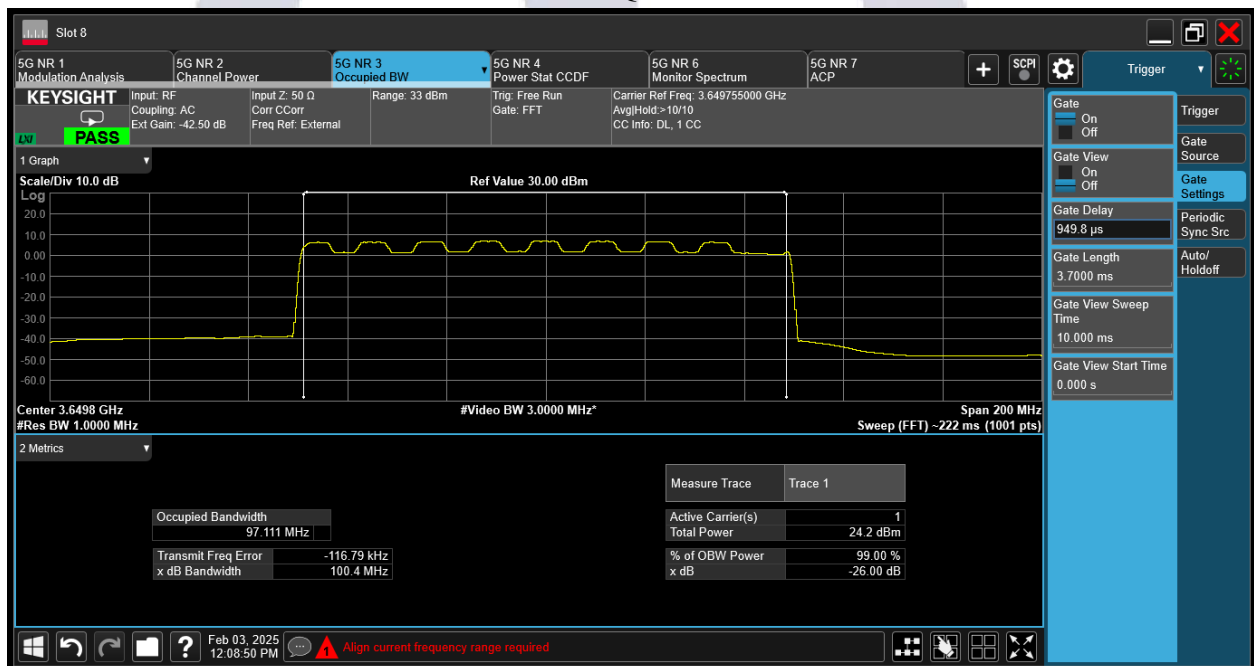 Slot 8
5G NR 1
Modulation Analysis
5G NR 2
Channel Power
5G NR 3
Occupied BW
5G NR 4
Power Stat CCDF
5G NR 6
Monitor Spectrum
5G NR 7
ACP
SCPI
Trigger
KEYSIGHT
LXI
PASS
Input: RF
Coupling: AC
Ext Gain: -42.50 dB
Input Z: 50 Ω
Corr CCorr
Freq Ref: External
Range: 33 dBm
Trig: Free Run
Gate: FFT
Carrier Ref Freq: 3.649755000 GHz
Avg|Hold:>10/10
CC Info: DL, 1 CC
1 Graph
Scale/Div 10.0 dB
Ref Value 30.00 dBm
Log
20.0
10.0
0.00
-10.0
-20.0
-30.0
-40.0
-50.0
-60.0
Center 3.6498 GHz
#Video BW 3.0000 MHz*
Span 200 MHz
#Res BW 1.0000 MHz
Sweep (FFT) ~222 ms (1001 pts)
2 Metrics
Measure Trace Trace 1
Occupied Bandwidth
97.111 MHz
Active Carrier(s) 1
Total Power 24.2 dBm
Transmit Freq Error -116.79 kHz
x dB Bandwidth 100.4 MHz
% of OBW Power 99.00 %
x dB -26.00 dB
Gate
On
Off
Gate View
On
Off
Gate Delay
949.8 µs
Gate Length
3.7000 ms
Gate View Sweep
Time
10.000 ms
Gate View Start Time
0.000 s
Trigger
Gate
Source
Gate
Settings
Periodic
Sync Src
Auto/
Holdoff
?
Feb 03, 2025
12:08:50 PM
1
Align current frequency range required